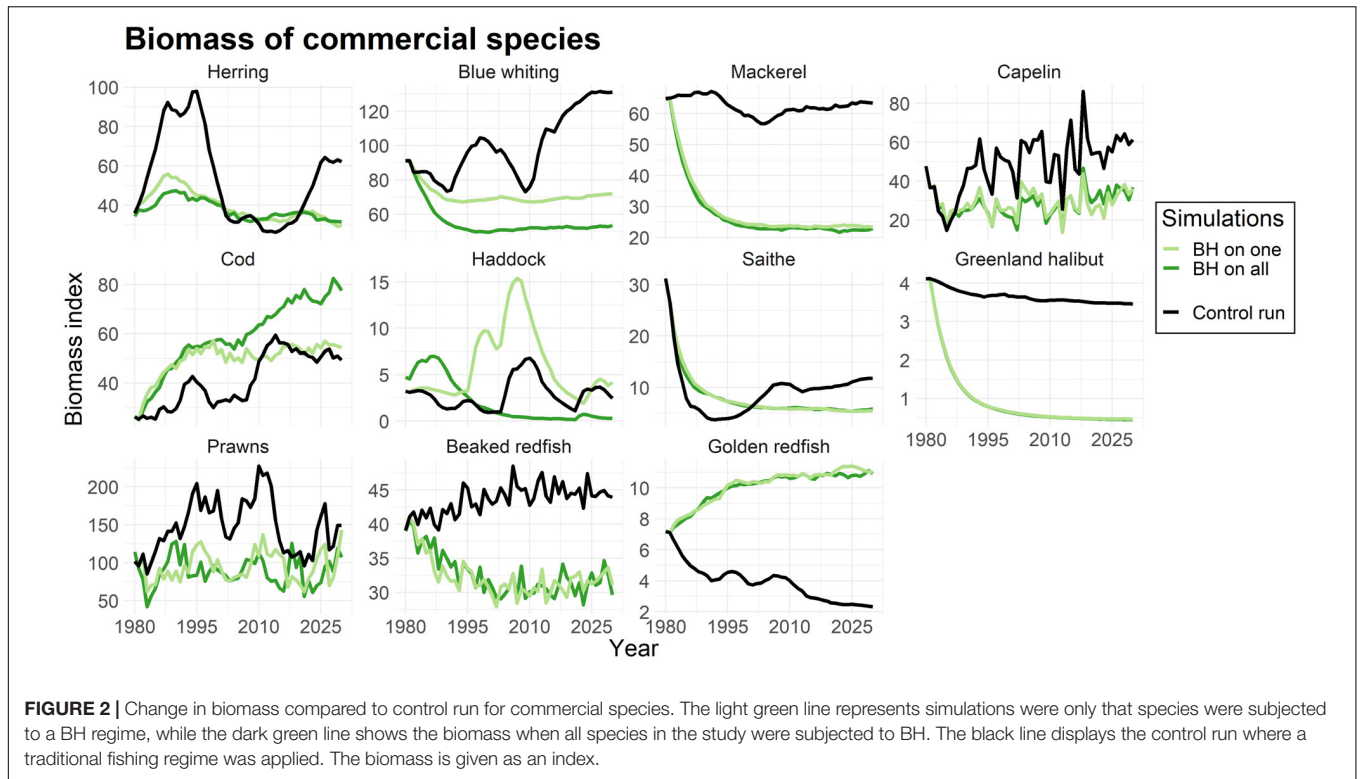 Biomass of commercial species
Herring
Blue whiting
Mackerel
Capelin
100
80
60
40
120
100
80
60
60
50
40
30
20
80
60
40
20
Cod
Haddock
Saithe
Greenland halibut
80
60
40
15
10
5
0
30
20
10
4
3
2
1
1980 1995 2010 2025
Prawns
Beaked redfish
Golden redfish
200
150
100
50
45
40
35
30
10
8
6
4
2
1980 1995 2010 2025
1980 1995 2010 2025
1980 1995 2010 2025
Biomass index
Year
Simulations
BH on one
BH on all
Control run
FIGURE 2 | Change in biomass compared to control run for commercial species. The light green line represents simulations were only that species were subjected
to a BH regime, while the dark green line shows the biomass when all species in the study were subjected to BH. The black line displays the control run where a
traditional fishing regime was applied. The biomass is given as an index.